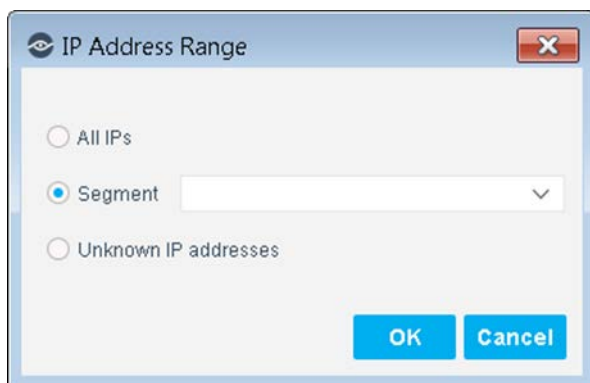 IP Address Range
All IPs
Segment
Unknown IP addresses
OK Cancel